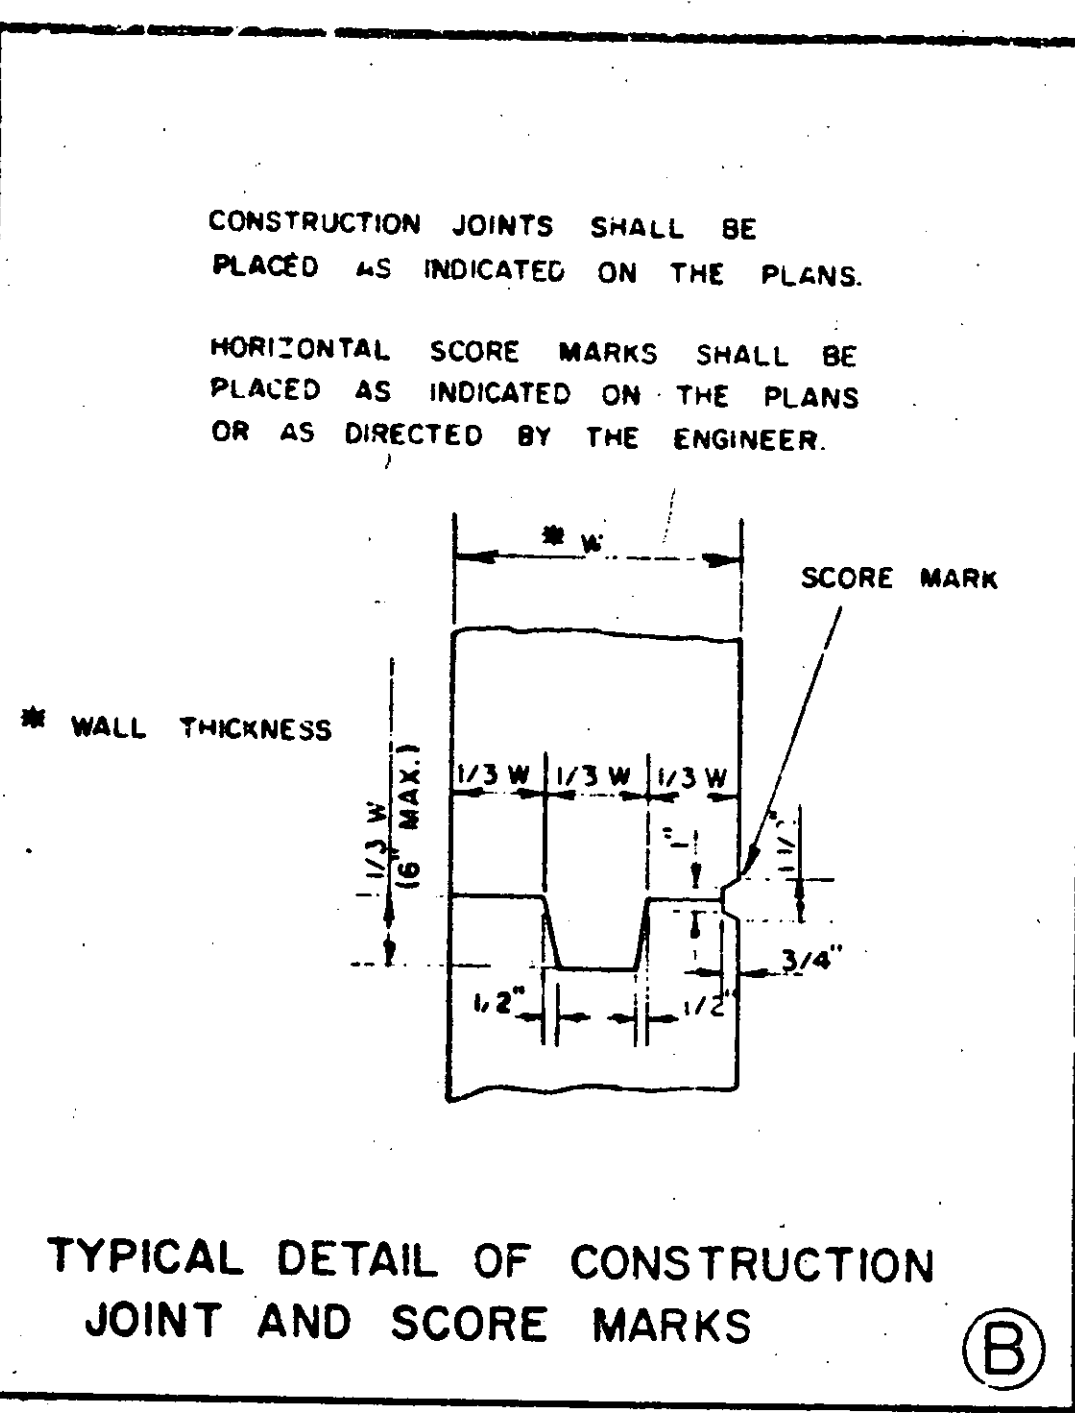 CONSTRUCTION JOINTS SHALL BE
PLACED AS INDICATED ON THE PLANS.
HORIZONTAL SCORE MARKS SHALL BE
PLACED AS INDICATED ON THE PLANS
OR AS DIRECTED BY THE ENGINEER.
* W
SCORE MARK
* WALL THICKNESS
1/3 W
(6" MAX.)
1/3 W 1/3 W 1/3 W
1"
3/4"
1/2" 1/2"
TYPICAL DETAIL OF CONSTRUCTION
JOINT AND SCORE MARKS
B